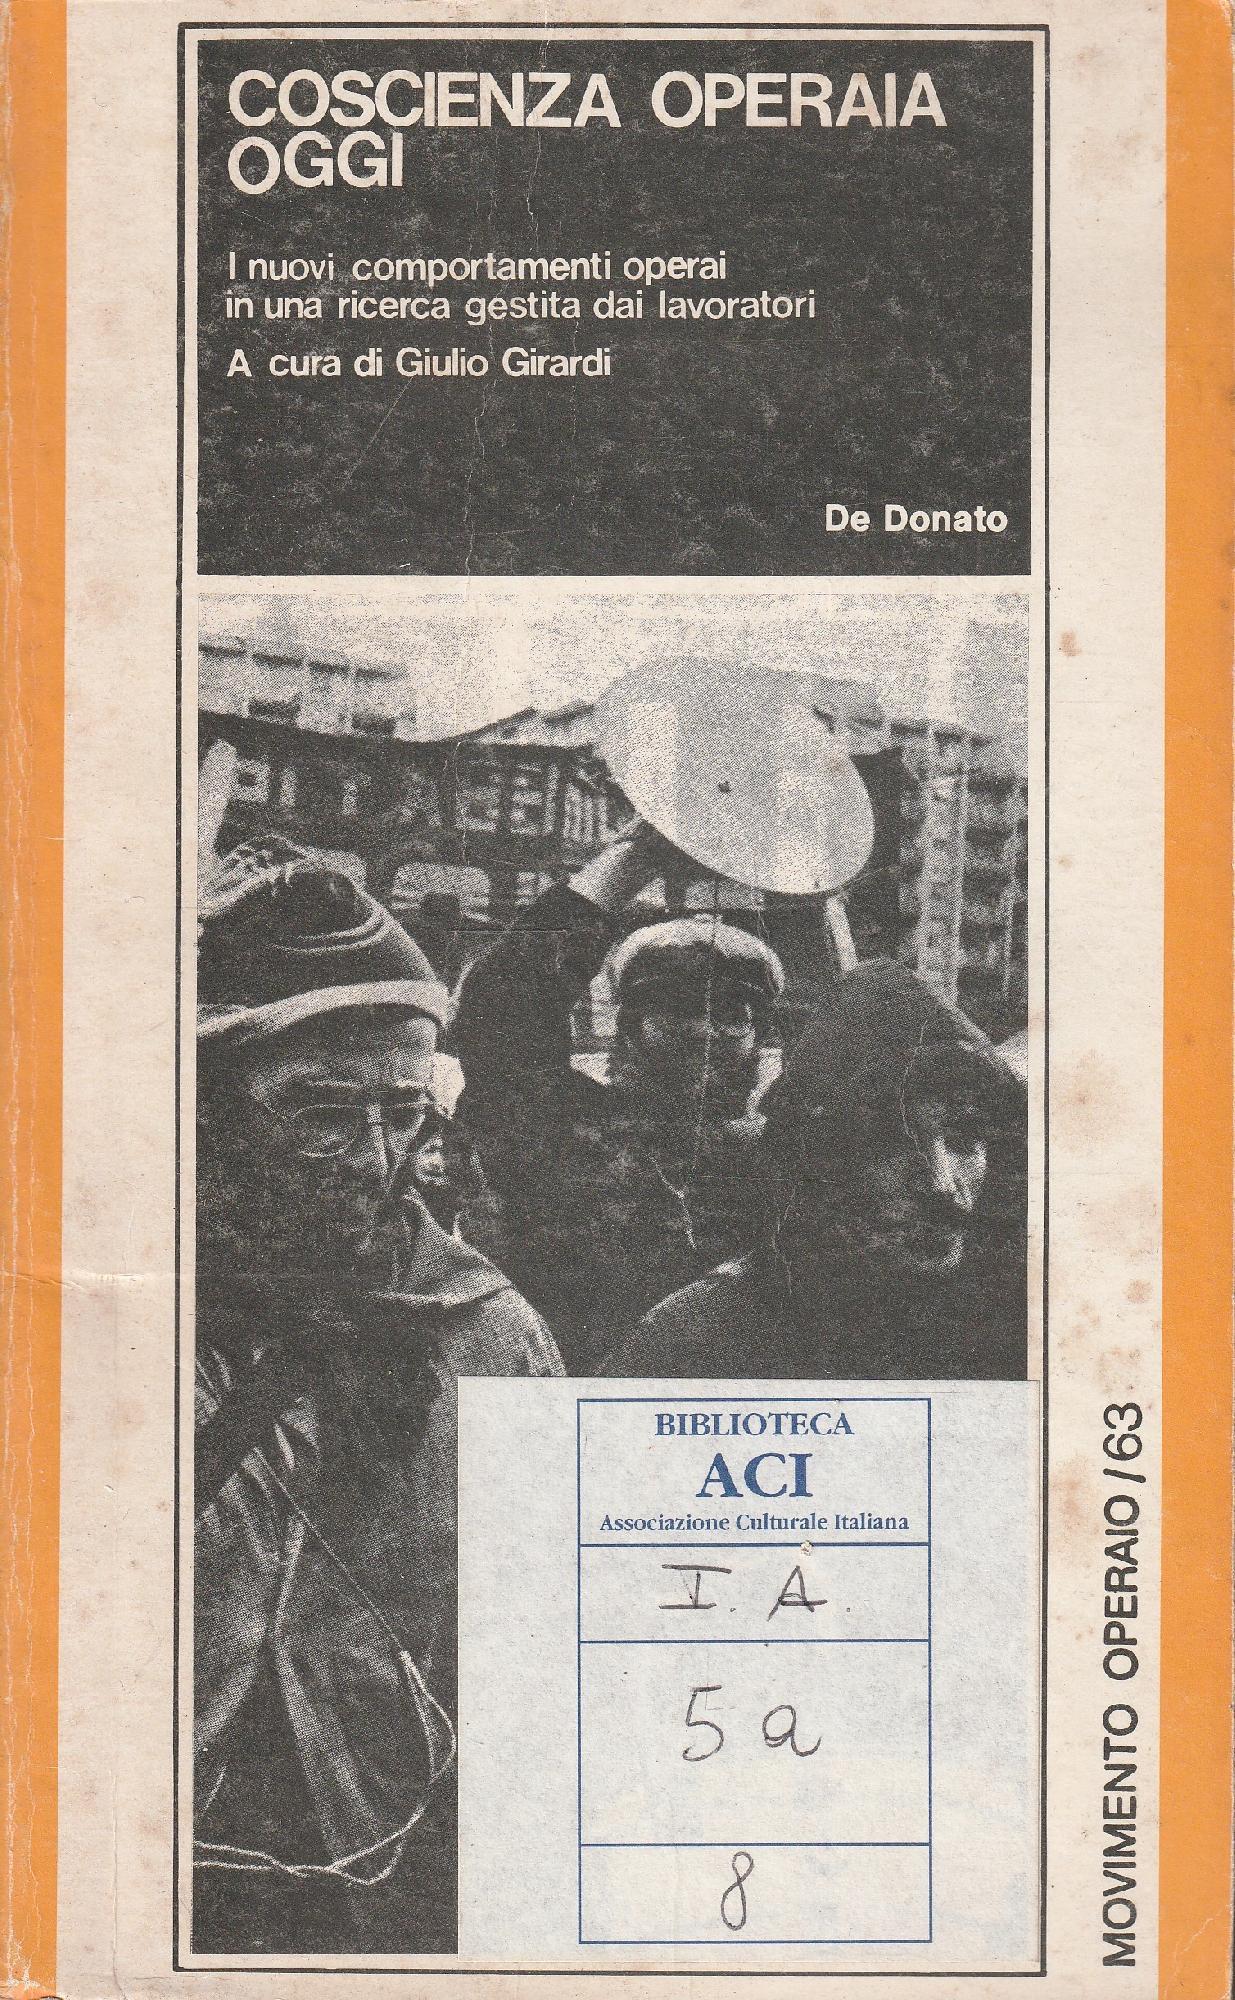 COSCIENZA OPERAIA
OGGI
I nuovi comportamenti operai
in una ricerca gestita dai lavoratori
A cura di Giulio Girardi
De Donato
BIBLIOTECA
ACI
Associazione Culturale Italiana
I. A.
5a
8
MOVIMENTO OPERAIO / 63